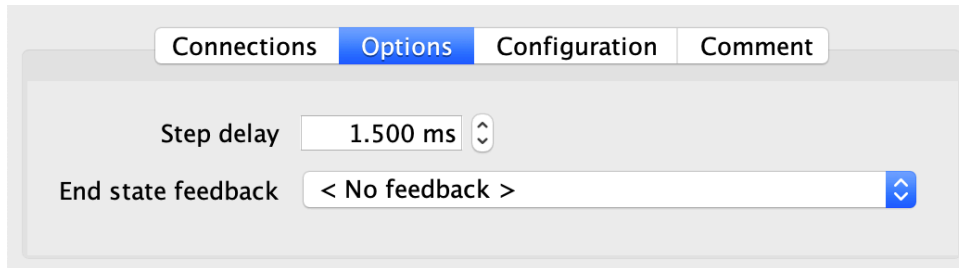 Connections Options Configuration Comment
Step delay 1.500 ms
End state feedback < No feedback >